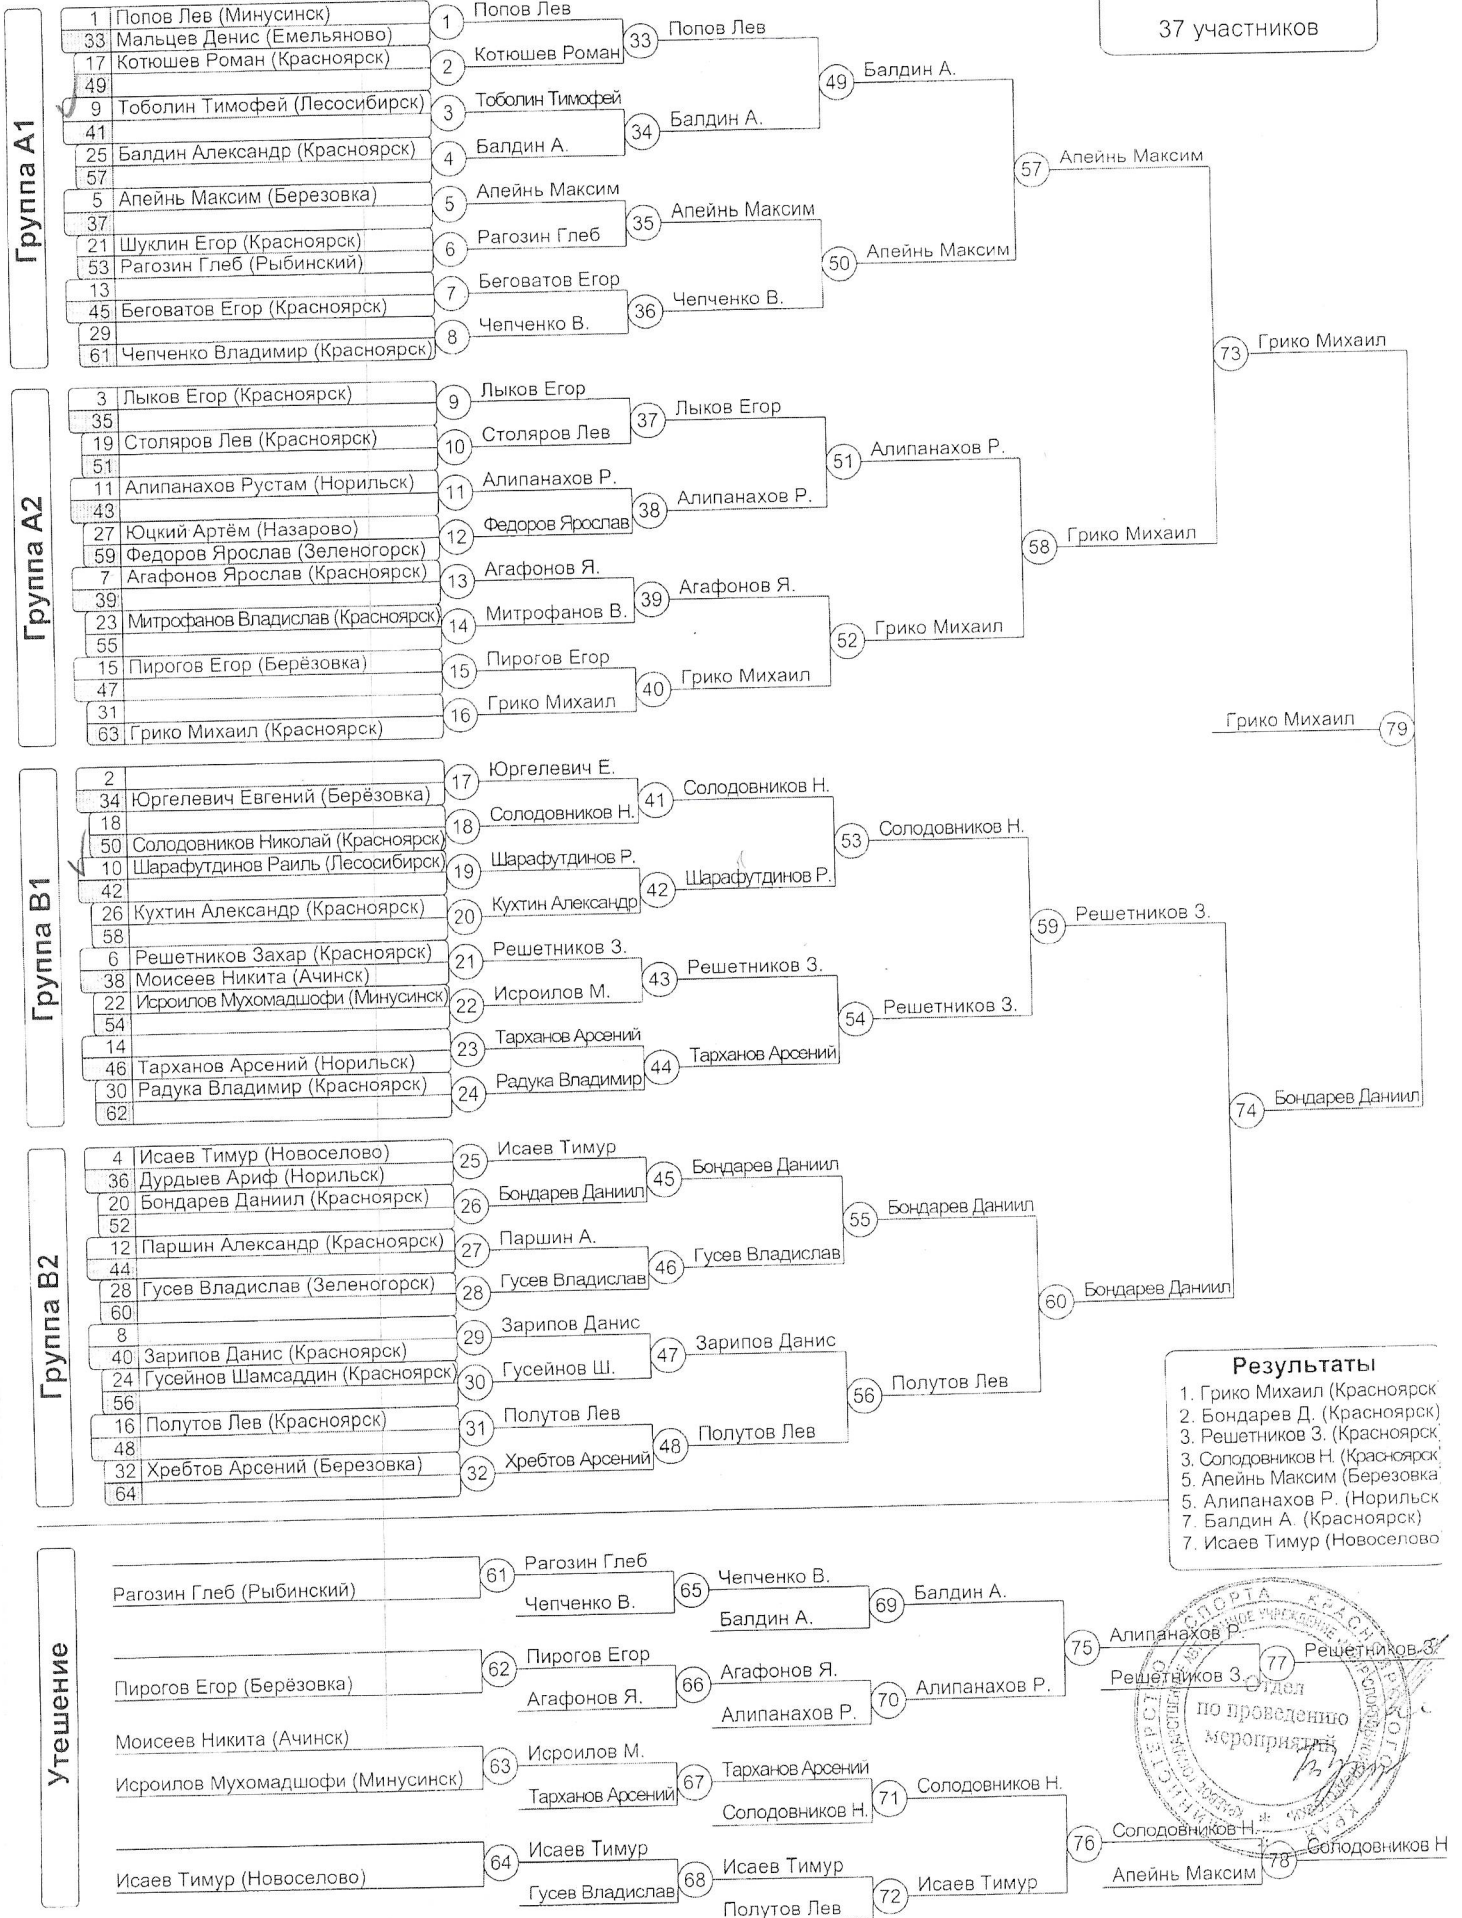 37 участников
Группа А1
1 Попов Лев (Минусинск)
33 Мальцев Денис (Емельяново)
17 Котюшев Роман (Красноярск)
49
9 Тоболин Тимофей (Лесосибирск)
41
25 Балдин Александр (Красноярск)
57
5 Апейнь Максим (Березовка)
37
21 Шуклин Егор (Красноярск)
53 Рагозин Глеб (Рыбинский)
13
45 Беговатов Егор (Красноярск)
29
61 Чепченко Владимир (Красноярск)
1 Попов Лев
2 Котюшев Роман
3 Тоболин Тимофей
4 Балдин А.
5 Апейнь Максим
6 Рагозин Глеб
7 Беговатов Егор
8 Чепченко В.
33 Попов Лев
34 Балдин А.
35 Апейнь Максим
36 Чепченко В.
49 Балдин А.
50 Апейнь Максим
57 Апейнь Максим
Группа А2
3 Лыков Егор (Красноярск)
35
19 Столяров Лев (Красноярск)
51
11 Алипанахов Рустам (Норильск)
43
27 Юцкий Артём (Назарово)
59 Федоров Ярослав (Зеленогорск)
7 Агафонов Ярослав (Красноярск)
39
23 Митрофанов Владислав (Красноярск)
55
15 Пирогов Егор (Берёзовка)
47
31
63 Грико Михаил (Красноярск)
9 Лыков Егор
10 Столяров Лев
11 Алипанахов Р.
12 Федоров Ярослав
13 Агафонов Я.
14 Митрофанов В.
15 Пирогов Егор
16 Грико Михаил
37 Лыков Егор
38 Алипанахов Р.
39 Агафонов Я.
40 Грико Михаил
51 Алипанахов Р.
52 Грико Михаил
58 Грико Михаил
73 Грико Михаил
Грико Михаил 79
Группа В1
2
34 Юргелевич Евгений (Берёзовка)
18
50 Солодовников Николай (Красноярск)
10 Шарафутдинов Раиль (Лесосибирск)
42
26 Кухтин Александр (Красноярск)
58
6 Решетников Захар (Красноярск)
38 Моисеев Никита (Ачинск)
22 Исроилов Мухомадшофи (Минусинск)
54
14
46 Тарханов Арсений (Норильск)
30 Радука Владимир (Красноярск)
62
17 Юргелевич Е.
18 Солодовников Н.
19 Шарафутдинов Р.
20 Кухтин Александр
21 Решетников З.
22 Исроилов М.
23 Тарханов Арсений
24 Радука Владимир
41 Солодовников Н.
42 Шарафутдинов Р.
43 Решетников З.
44 Тарханов Арсений
53 Солодовников Н.
54 Решетников З.
59 Решетников З.
74 Бондарев Даниил
Группа В2
4 Исаев Тимур (Новоселово)
36 Дурдыев Ариф (Норильск)
20 Бондарев Даниил (Красноярск)
52
12 Паршин Александр (Красноярск)
44
28 Гусев Владислав (Зеленогорск)
60
8
40 Зарипов Данис (Красноярск)
24 Гусейнов Шамсаддин (Красноярск)
56
16 Полутов Лев (Красноярск)
48
32 Хребтов Арсений (Березовка)
64
25 Исаев Тимур
26 Бондарев Даниил
27 Паршин А.
28 Гусев Владислав
29 Зарипов Данис
30 Гусейнов Ш.
31 Полутов Лев
32 Хребтов Арсений
45 Бондарев Даниил
46 Гусев Владислав
47 Зарипов Данис
48 Полутов Лев
55 Бондарев Даниил
56 Полутов Лев
60 Бондарев Даниил
Результаты
1. Грико Михаил (Красноярск
2. Бондарев Д. (Красноярск)
3. Решетников З. (Красноярск
3. Солодовников Н. (Красноярск
5. Апейнь Максим (Березовка
5. Алипанахов Р. (Норильск
7. Балдин А. (Красноярск)
7. Исаев Тимур (Новоселово
Утешение
Рагозин Глеб (Рыбинский)
Пирогов Егор (Берёзовка)
Моисеев Никита (Ачинск)
Исроилов Мухомадшофи (Минусинск)
Исаев Тимур (Новоселово)
61 Рагозин Глеб
Чепченко В.
62 Пирогов Егор
Агафонов Я.
63 Исроилов М.
Тарханов Арсений
64 Исаев Тимур
Гусев Владислав
65 Чепченко В.
Балдин А.
66 Агафонов Я.
Алипанахов Р.
67 Тарханов Арсений
Солодовников Н.
68 Исаев Тимур
Полутов Лев
69 Балдин А.
70 Алипанахов Р.
71 Солодовников Н.
72 Исаев Тимур
75 Алипанахов Р.
Решетников З.
76 Солодовников Н.
Апейнь Максим
77 Решетников З.
78 Солодовников Н
Отдел
по проведению
мероприятий